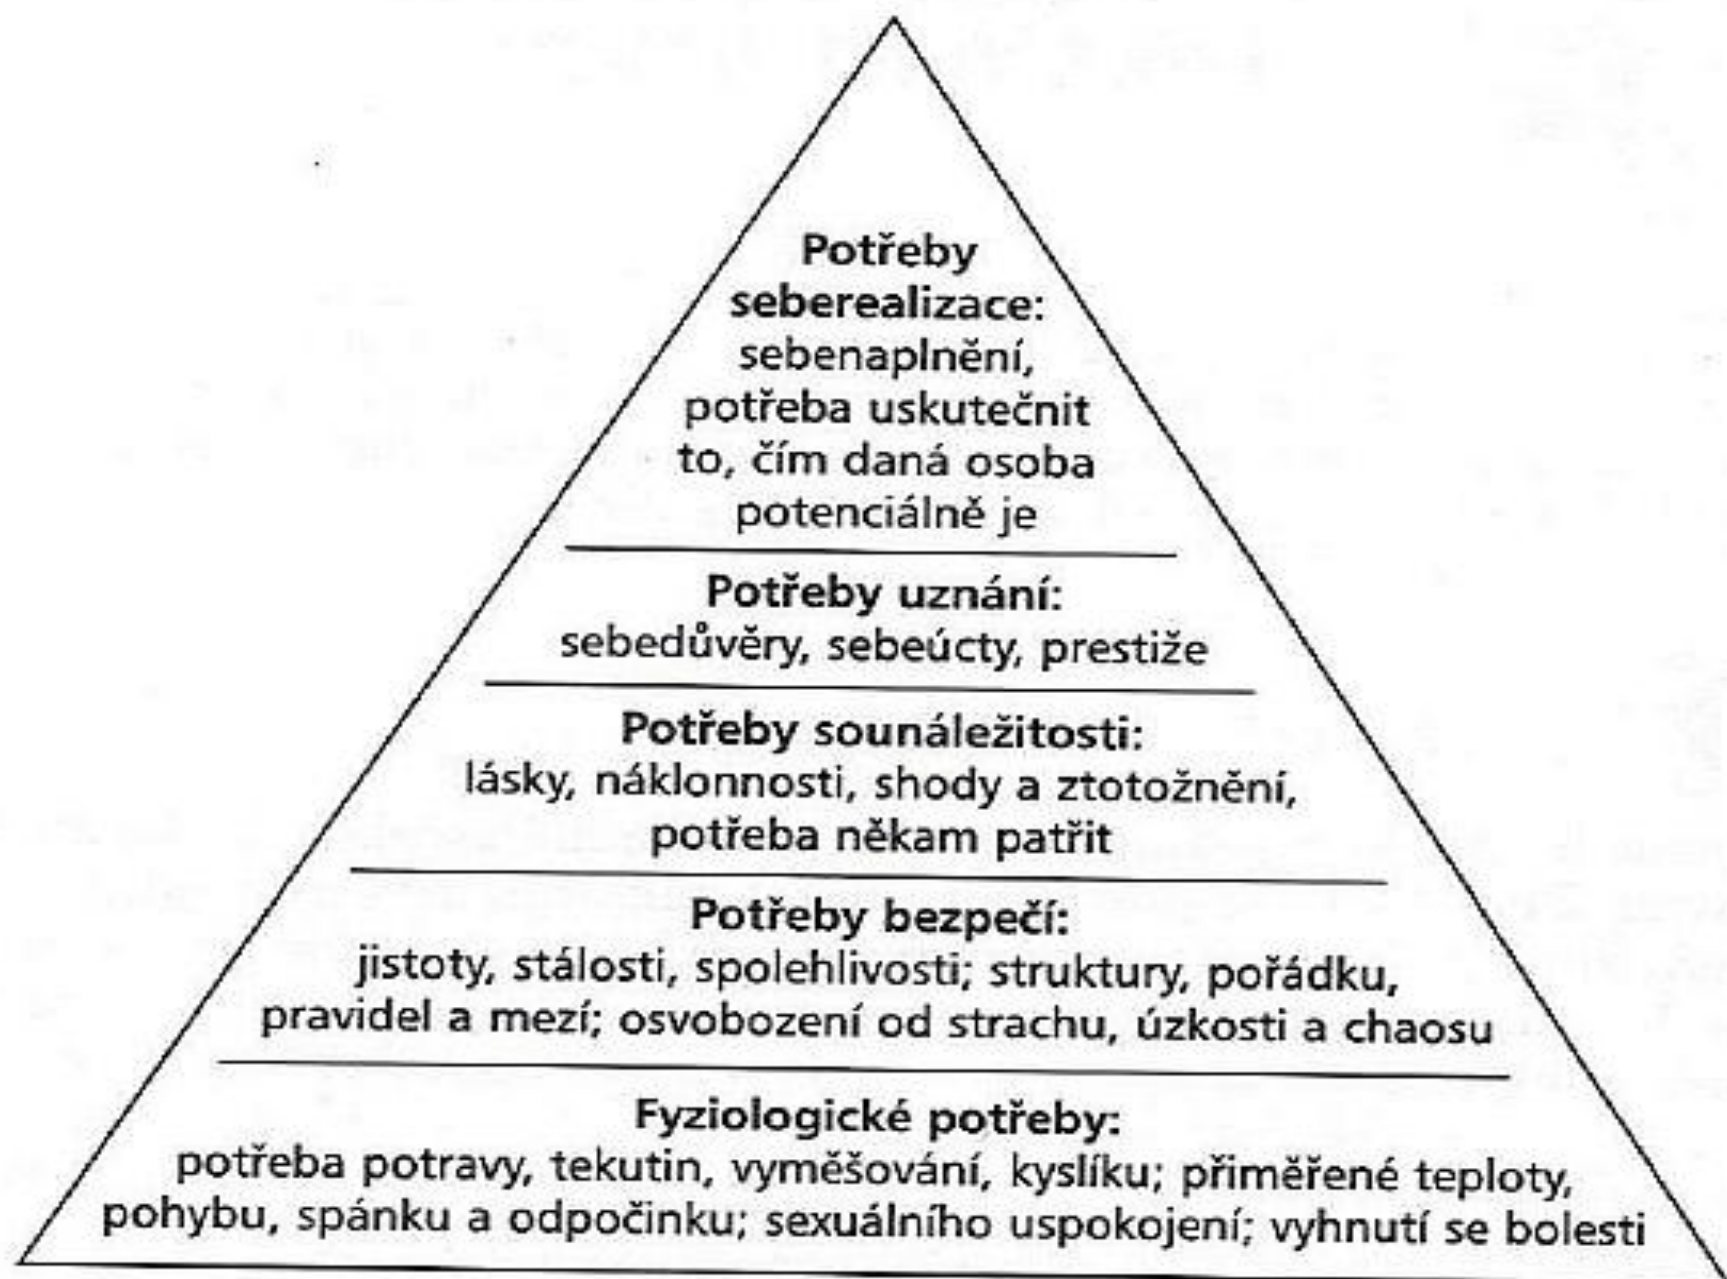 Potřeby
seberealizace:
sebenaplnění,
potřeba uskutečnit
to, čím daná osoba
potenciálně je
Potřeby uznání:
sebedůvěry, sebeúcty, prestiže
Potřeby sounáležitosti:
lásky, náklonnosti, shody a ztotožnění,
potřeba někam patřit
Potřeby bezpečí:
jistoty, stálosti, spolehlivosti; struktury, pořádku,
pravidel a mezí; osvobození od strachu, úzkosti a chaosu
Fyziologické potřeby:
potřeba potravy, tekutin, vyměšování, kyslíku; přiměřené teploty,
pohybu, spánku a odpočinku; sexuálního uspokojení; vyhnutí se bolesti